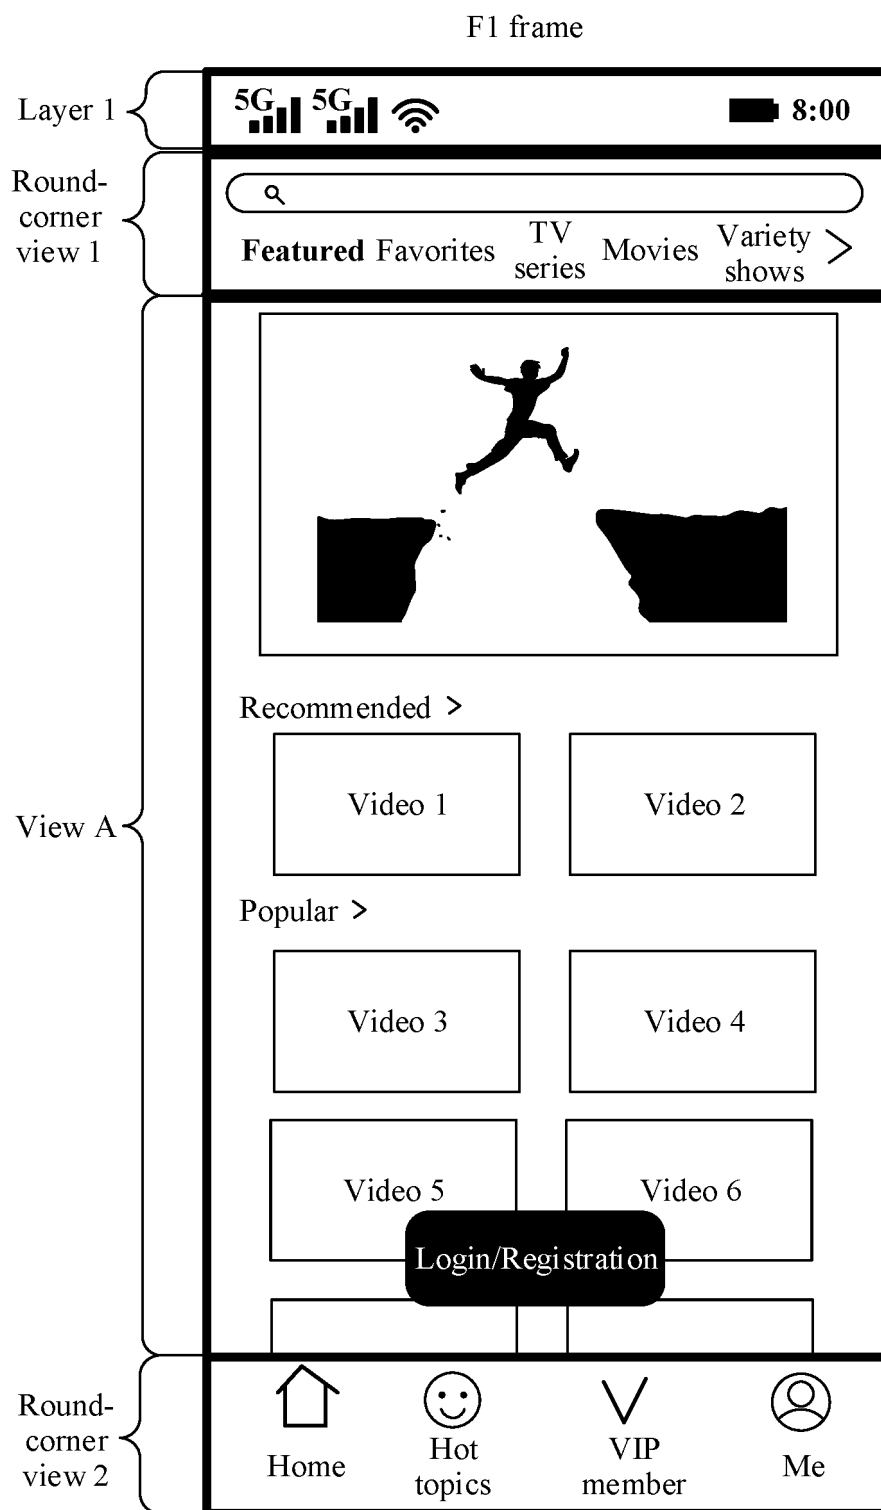 F1 frame
Layer 1
5G 5G 8:00
Round-
corner
view 1
Featured Favorites TV
series Movies Variety
shows
View A
Recommended >
Video 1 Video 2
Popular >
Video 3 Video 4
Video 5 Video 6
Login/Registration
Round-
corner
view 2
Home Hot
topics VIP
member Me